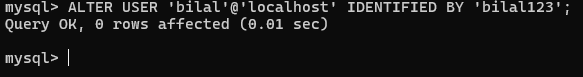 mysql> ALTER USER 'bilal'@'localhost' IDENTIFIED BY 'bilal123';
Query OK, 0 rows affected (0.01 sec)
mysql>